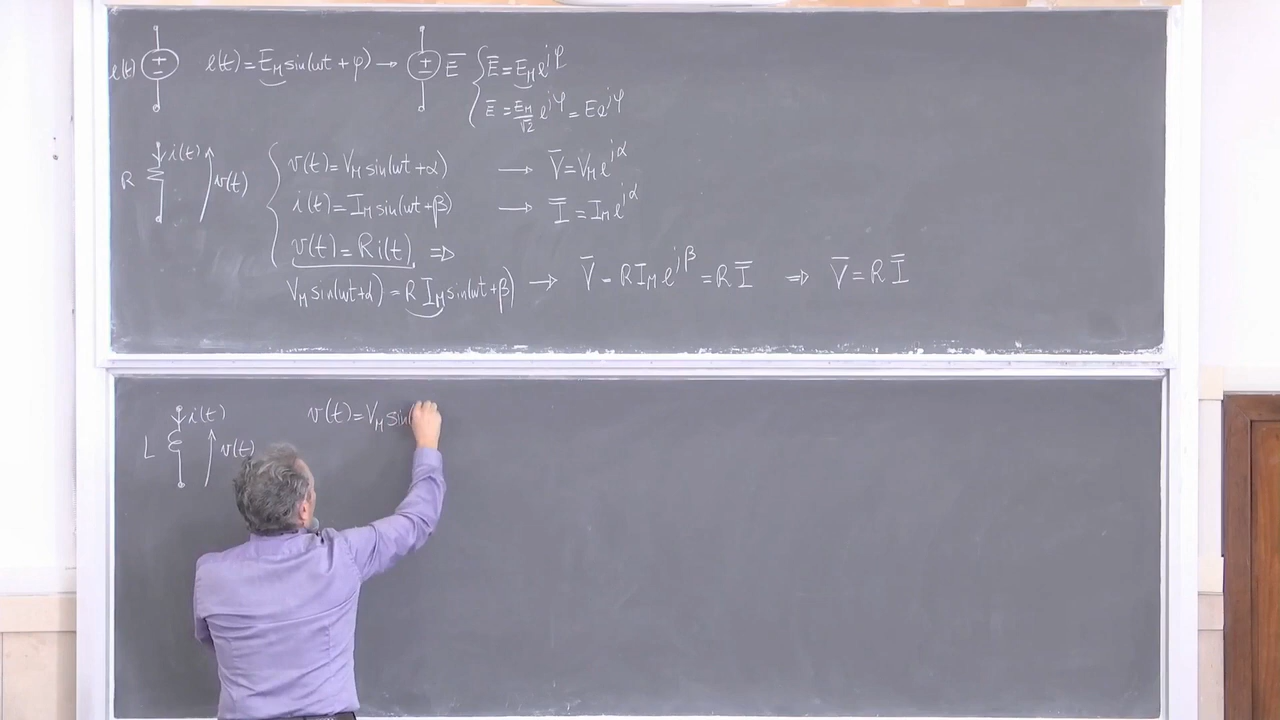 e(t) e(t) = E_M sin(ωt + φ) → E̅ { E̅ = E_M e^{jφ}
E̅ = E_M/√2 e^{jφ} = E e^{jφ}
R i(t) v(t) { v(t) = V_M sin(ωt + α) → V̅ = V_M e^{jα}
i(t) = I_M sin(ωt + β) → I̅ = I_M e^{jα}
v(t) = R i(t) ⇒
V_M sin(ωt + α) = R I_M sin(ωt + β) → V̅ = R I_M e^{jβ} = R I̅ ⇒ V̅ = R I̅
L i(t) v(t) v(t) = V_M sin(